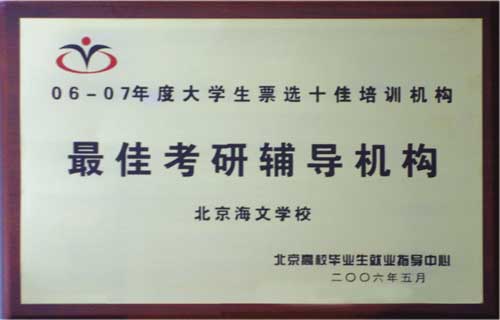 06-07年度大学生票选十佳培训机构
最佳考研辅导机构
北京海文学校
北京高校毕业生就业指导中心
二〇〇六年五月